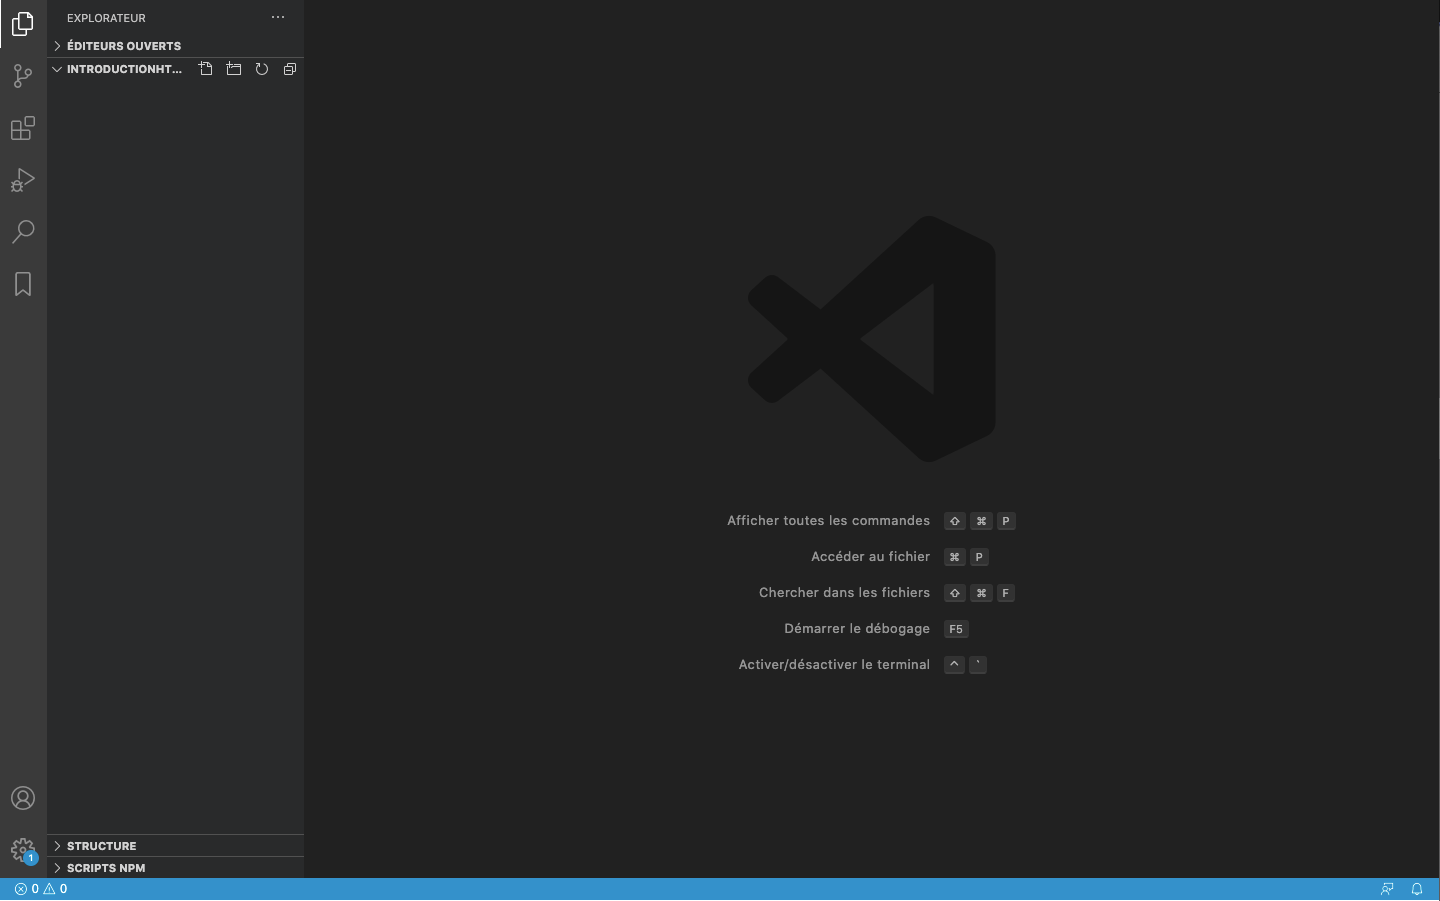 EXPLORATEUR
ÉDITEURS OUVERTS
INTRODUCTIONHT...
Afficher toutes les commandes ⇧ ⌘ P
Accéder au fichier ⌘ P
Chercher dans les fichiers ⇧ ⌘ F
Démarrer le débogage F5
Activer/désactiver le terminal ^ `
1
STRUCTURE
SCRIPTS NPM
0 0